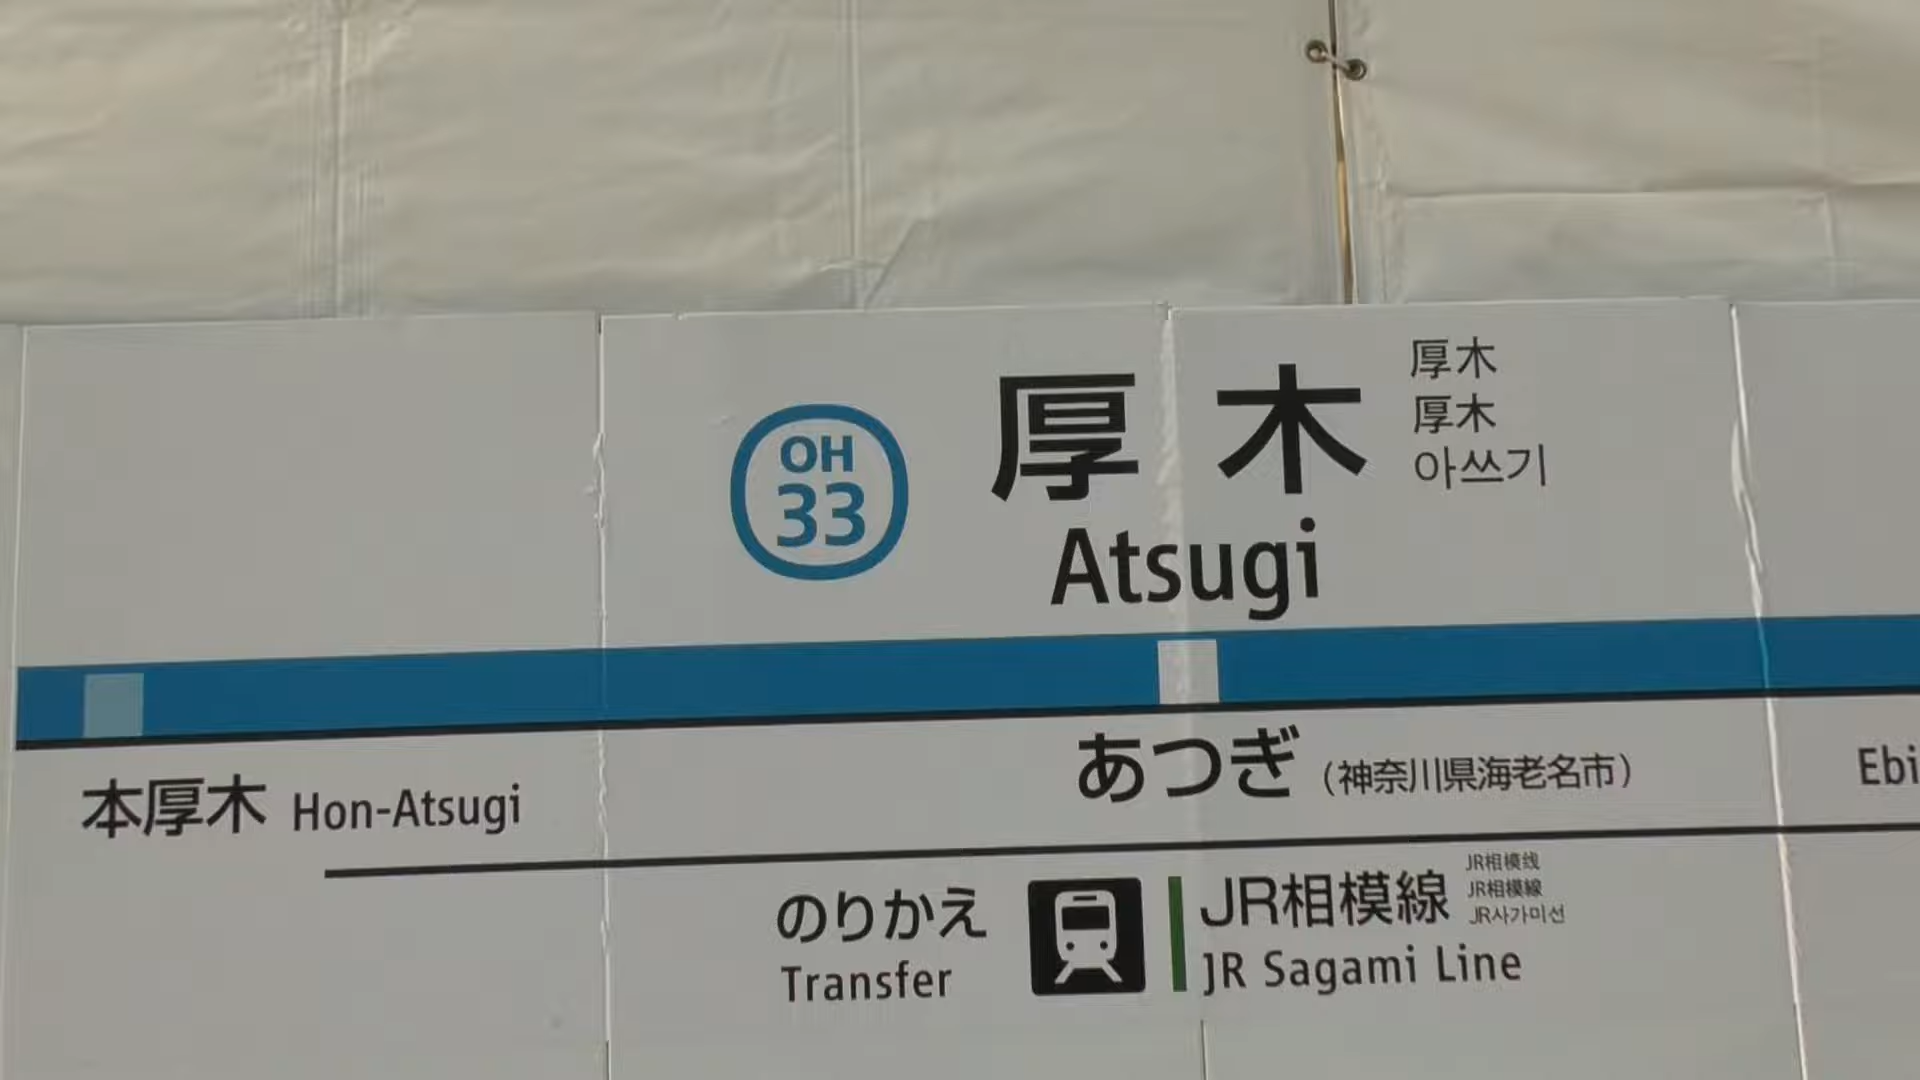 OH
33
厚木
Atsugi
厚木
厚木
아쓰기
本厚木 Hon-Atsugi
あつぎ (神奈川県海老名市)
Ebi
のりかえ
Transfer
JR相模線
JR Sagami Line
JR相模线
JR相模線
JR사가미선